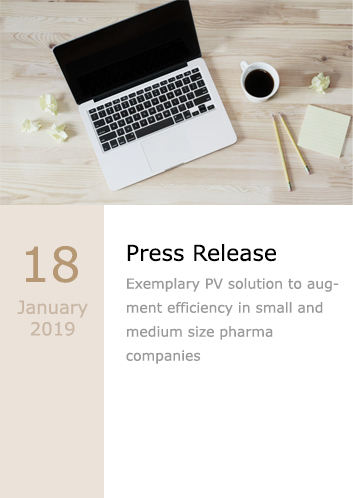 18
January
2019
Press Release
Exemplary PV solution to aug-
ment efficiency in small and
medium size pharma
companies